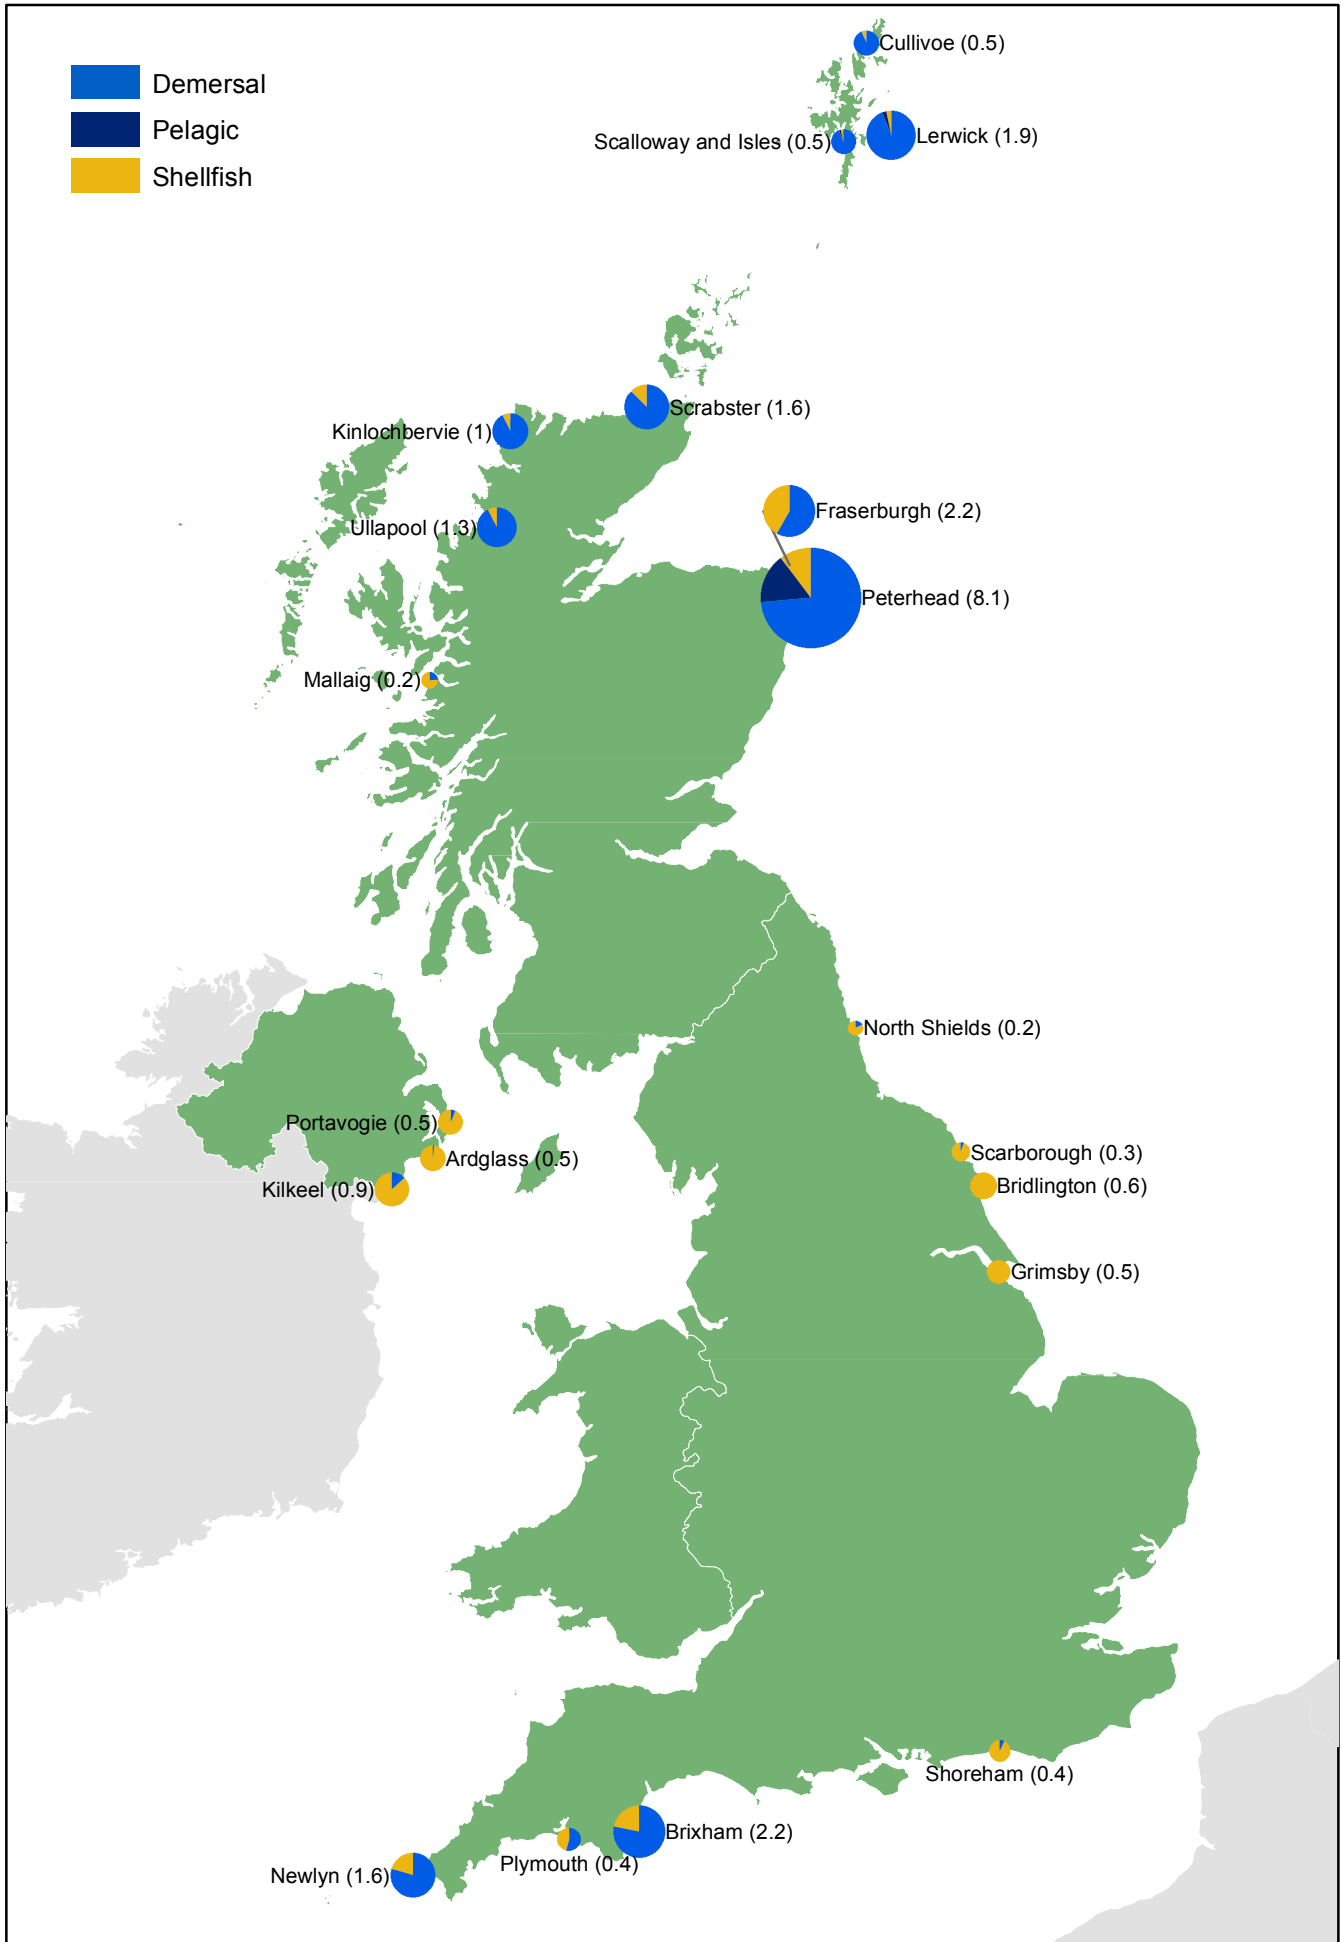 Demersal
Pelagic
Shellfish
Cullivoe (0.5)
Scalloway and Isles (0.5)
Lerwick (1.9)
Scrabster (1.6)
Kinlochbervie (1)
Fraserburgh (2.2)
Ullapool (1.3)
Peterhead (8.1)
Mallaig (0.2)
North Shields (0.2)
Portavogie (0.5)
Ardglass (0.5)
Scarborough (0.3)
Kilkeel (0.9)
Bridlington (0.6)
Grimsby (0.5)
Shoreham (0.4)
Brixham (2.2)
Plymouth (0.4)
Newlyn (1.6)